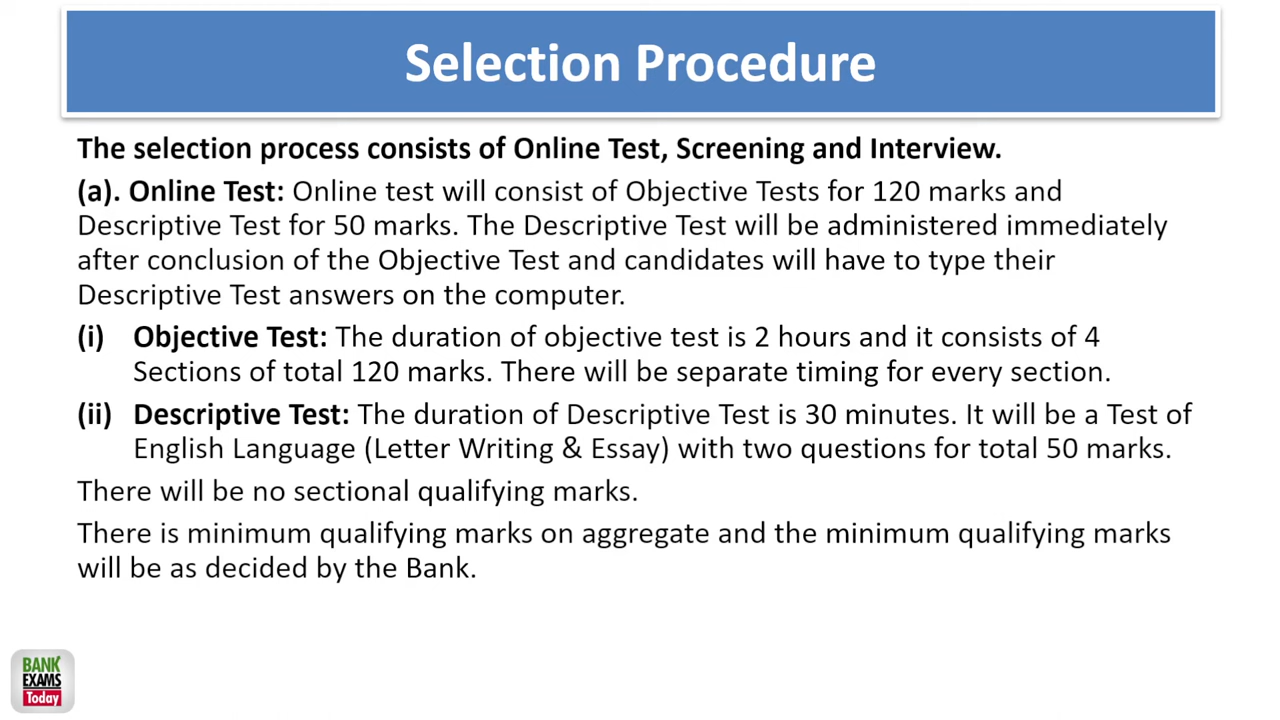 Selection Procedure
The selection process consists of Online Test, Screening and Interview.
(a). Online Test: Online test will consist of Objective Tests for 120 marks and
Descriptive Test for 50 marks. The Descriptive Test will be administered immediately
after conclusion of the Objective Test and candidates will have to type their
Descriptive Test answers on the computer.
(i) Objective Test: The duration of objective test is 2 hours and it consists of 4
Sections of total 120 marks. There will be separate timing for every section.
(ii) Descriptive Test: The duration of Descriptive Test is 30 minutes. It will be a Test of
English Language (Letter Writing & Essay) with two questions for total 50 marks.
There will be no sectional qualifying marks.
There is minimum qualifying marks on aggregate and the minimum qualifying marks
will be as decided by the Bank.
BANK
EXAMS
Today